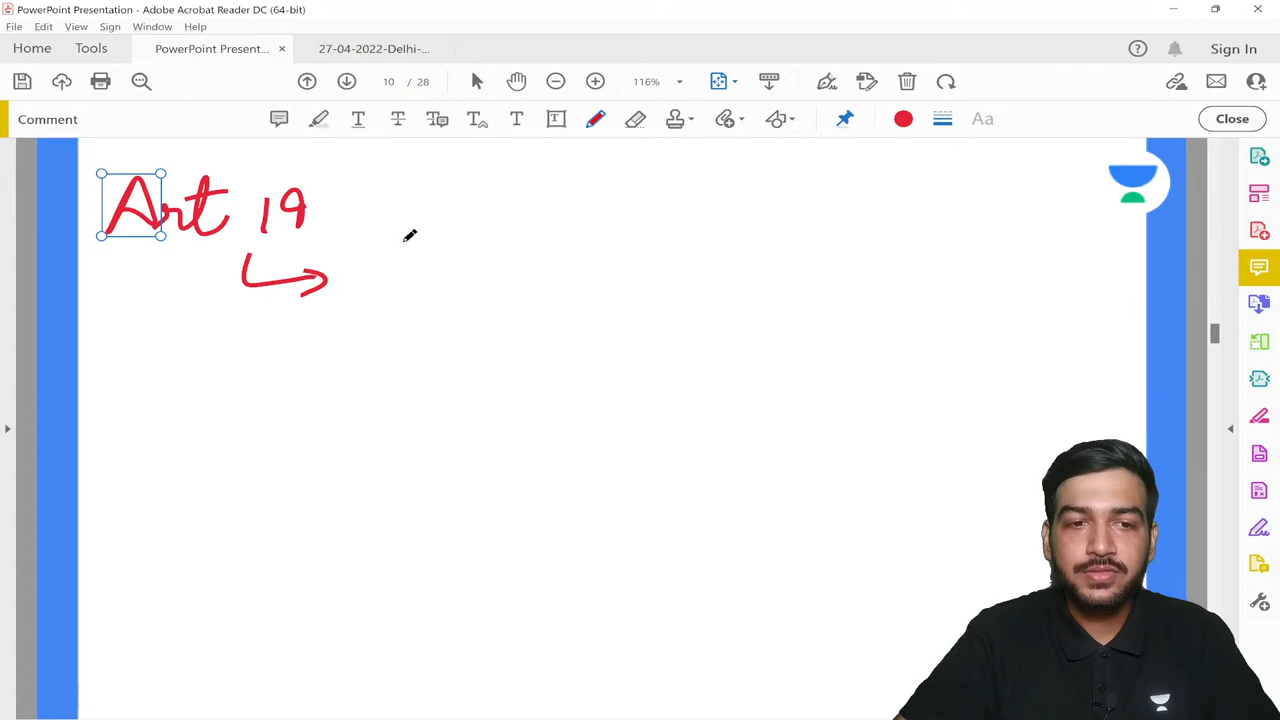 PowerPoint Presentation - Adobe Acrobat Reader DC (64-bit)
File Edit View Sign Window Help
Home Tools PowerPoint Present... × 27-04-2022-Delhi-... Sign In
10 / 28 116%
Comment Aa Close
Art 19